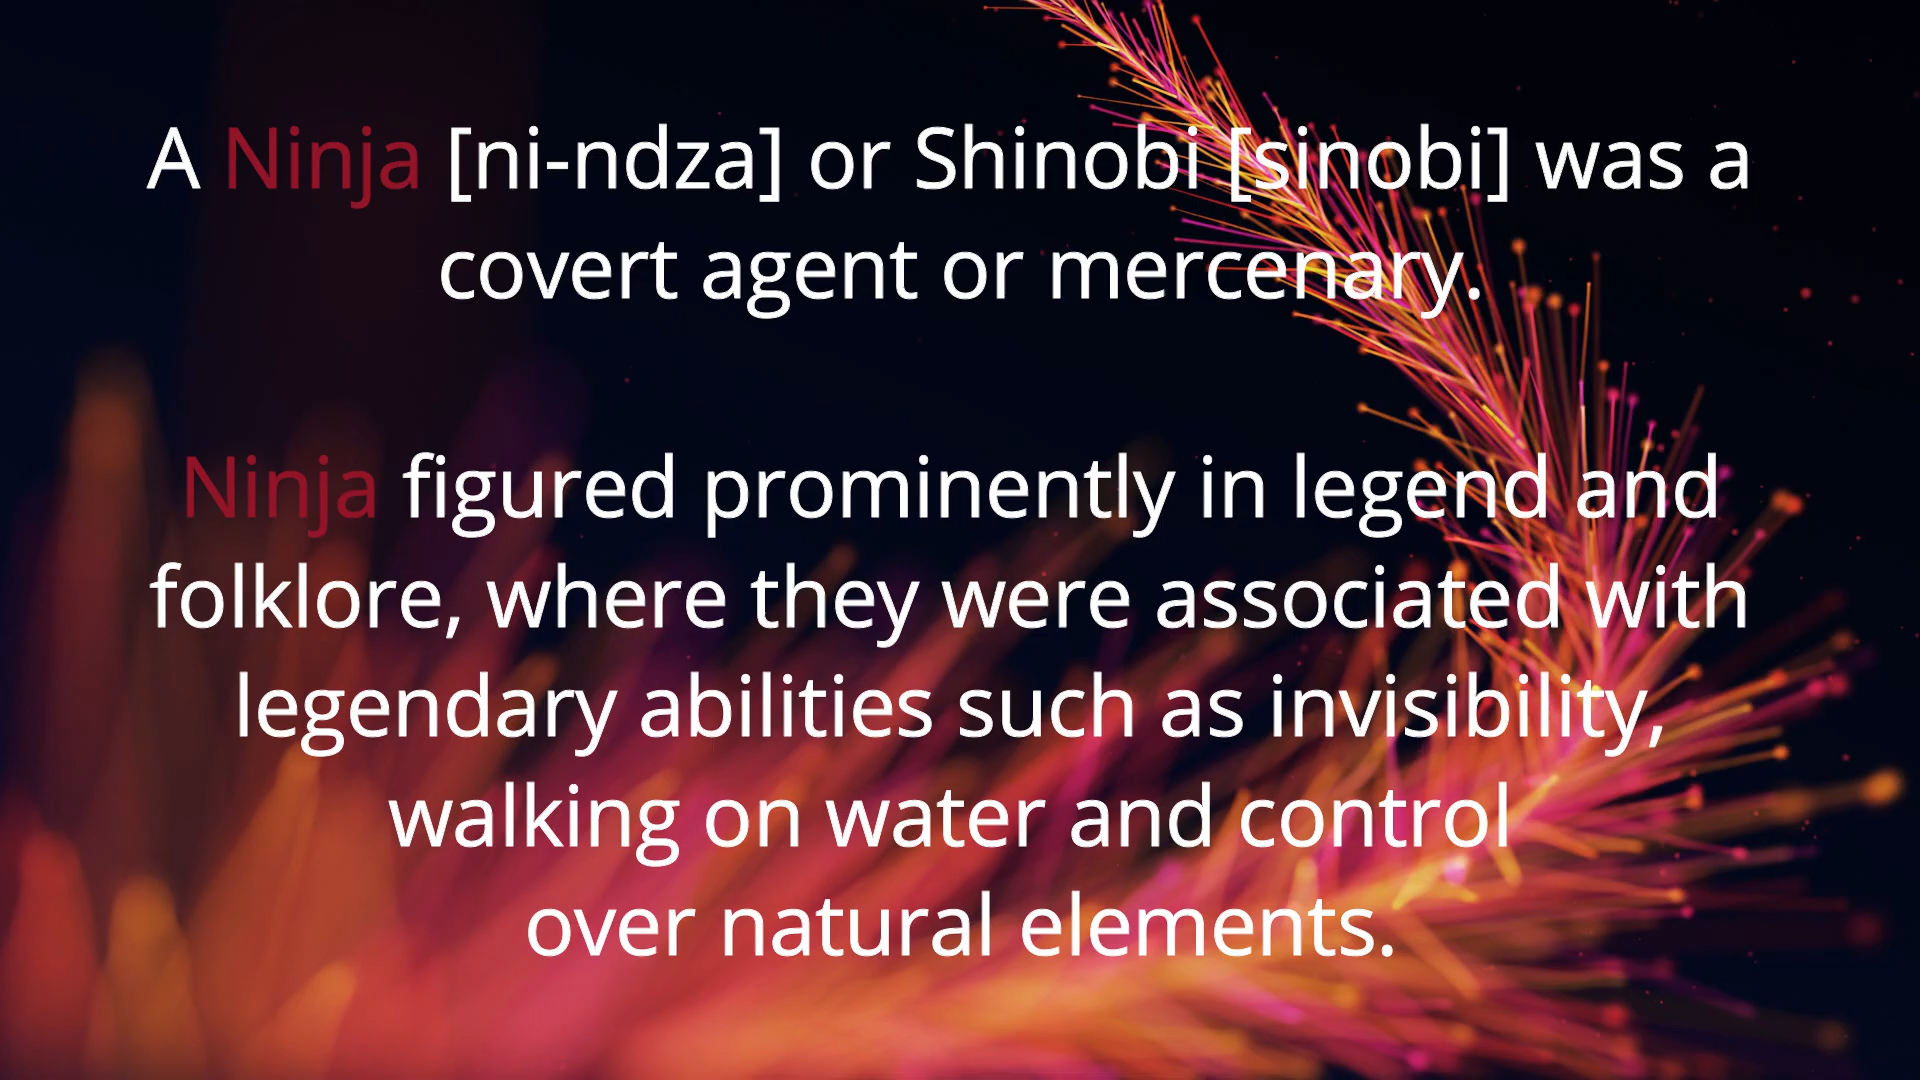 A Ninja [ni-ndza] or Shinobi [sinobi] was a
covert agent or mercenary.
Ninja figured prominently in legend and
folklore, where they were associated with
legendary abilities such as invisibility,
walking on water and control
over natural elements.